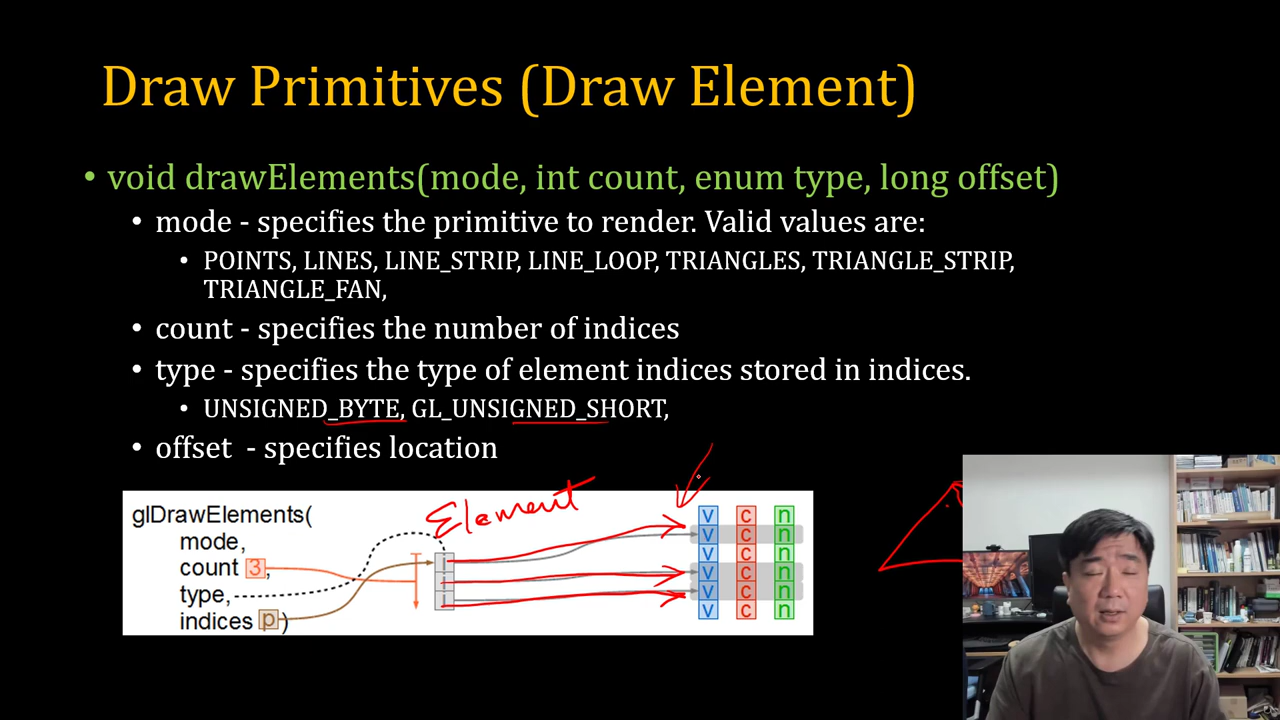 Draw Primitives (Draw Element)
• void drawElements(mode, int count, enum type, long offset)
• mode - specifies the primitive to render. Valid values are:
• POINTS, LINES, LINE_STRIP, LINE_LOOP, TRIANGLES, TRIANGLE_STRIP,
TRIANGLE_FAN,
• count - specifies the number of indices
• type - specifies the type of element indices stored in indices.
• UNSIGNED_BYTE, GL_UNSIGNED_SHORT,
• offset - specifies location
Element
glDrawElements(
mode,
count 3,
type,
indices p)
i
i
i
v c n
v c n
v c n
v c n
v c n
v c n